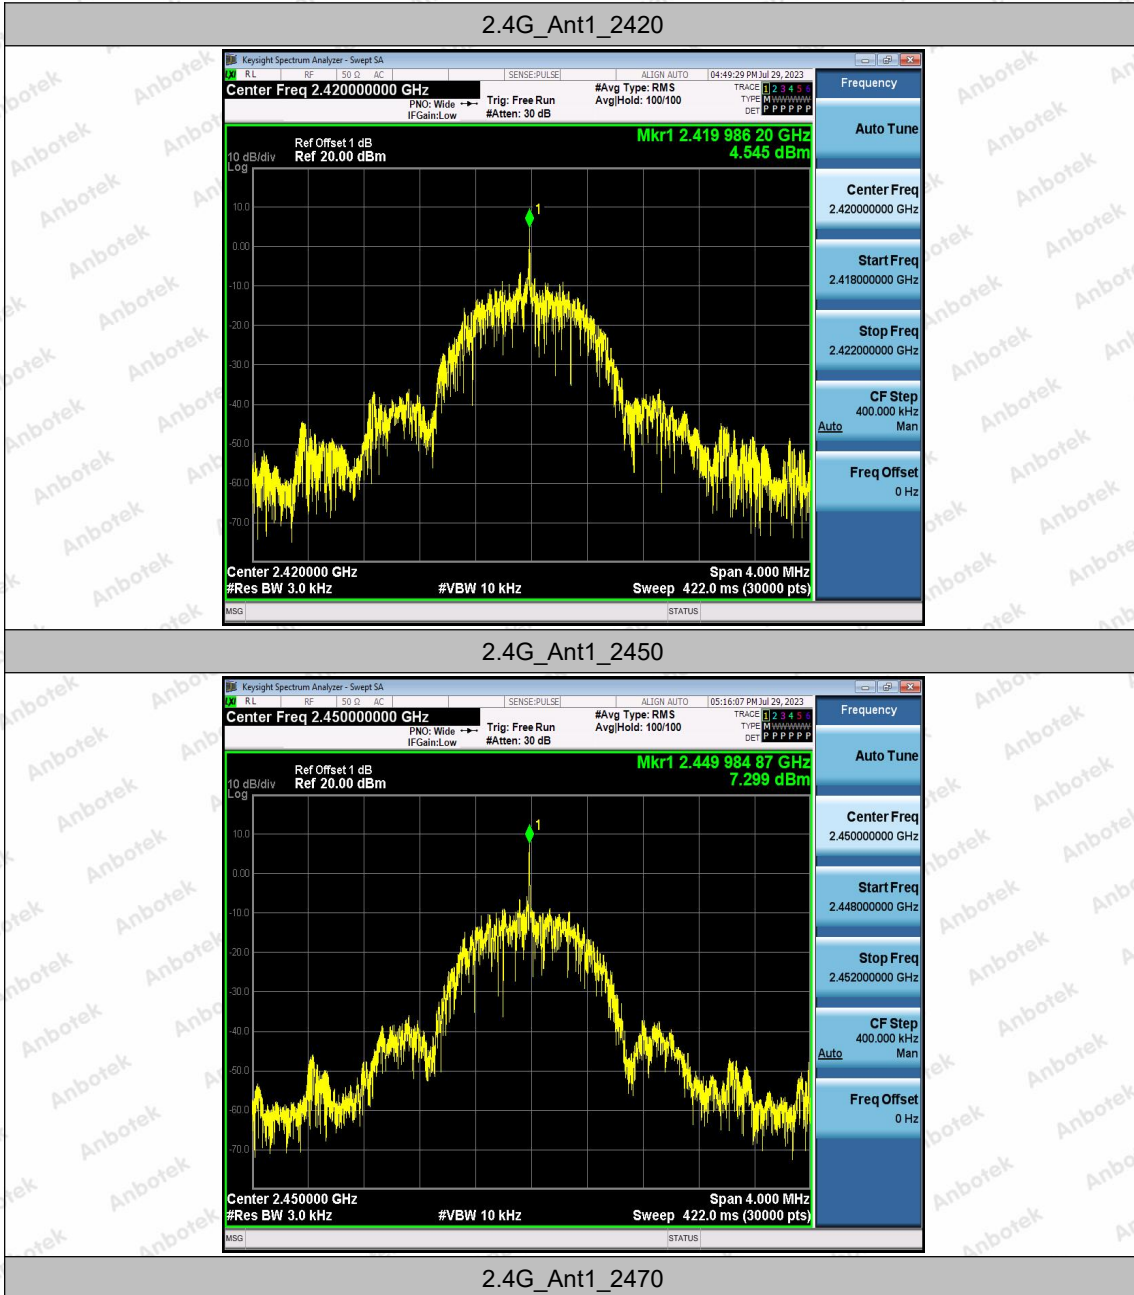 2.4G_Ant1_2420
Keysight Spectrum Analyzer - Swept SA
LXI RL RF 50 Ω AC SENSE:PULSE ALIGN AUTO 04:49:29 PM Jul 29, 2023
Center Freq 2.420000000 GHz
PNO: Wide
IFGain:Low
Trig: Free Run
#Atten: 30 dB
#Avg Type: RMS
Avg|Hold: 100/100
TRACE 1 2 3 4 5 6
TYPE M W W W W W
DET P P P P P P
Ref Offset 1 dB
10 dB/div Ref 20.00 dBm
Log
Mkr1 2.419 986 20 GHz
4.545 dBm
1
10.0
0.00
-10.0
-20.0
-30.0
-40.0
-50.0
-60.0
-70.0
Center 2.420000 GHz Span 4.000 MHz
#Res BW 3.0 kHz #VBW 10 kHz Sweep 422.0 ms (30000 pts)
MSG STATUS
Frequency
Auto Tune
Center Freq
2.420000000 GHz
Start Freq
2.418000000 GHz
Stop Freq
2.422000000 GHz
CF Step
400.000 kHz
Auto Man
Freq Offset
0 Hz
2.4G_Ant1_2450
Keysight Spectrum Analyzer - Swept SA
LXI RL RF 50 Ω AC SENSE:PULSE ALIGN AUTO 05:16:07 PM Jul 29, 2023
Center Freq 2.450000000 GHz
PNO: Wide
IFGain:Low
Trig: Free Run
#Atten: 30 dB
#Avg Type: RMS
Avg|Hold: 100/100
TRACE 1 2 3 4 5 6
TYPE M W W W W W
DET P P P P P P
Ref Offset 1 dB
10 dB/div Ref 20.00 dBm
Log
Mkr1 2.449 984 87 GHz
7.299 dBm
1
10.0
0.00
-10.0
-20.0
-30.0
-40.0
-50.0
-60.0
-70.0
Center 2.450000 GHz Span 4.000 MHz
#Res BW 3.0 kHz #VBW 10 kHz Sweep 422.0 ms (30000 pts)
MSG STATUS
Frequency
Auto Tune
Center Freq
2.450000000 GHz
Start Freq
2.448000000 GHz
Stop Freq
2.452000000 GHz
CF Step
400.000 kHz
Auto Man
Freq Offset
0 Hz
2.4G_Ant1_2470
Anbotek